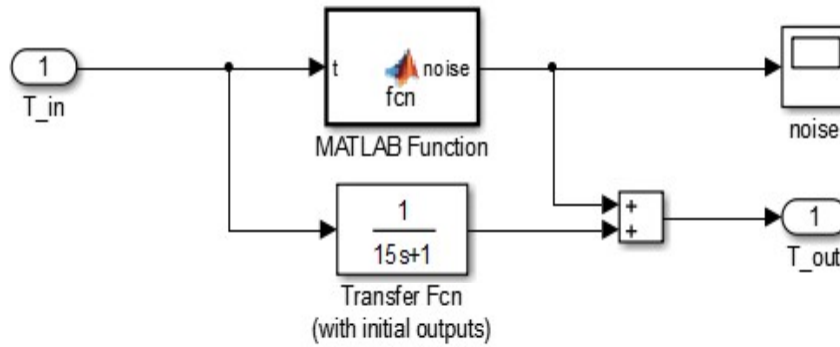 1
T_in
t
noise
fcn
MATLAB Function
noise
1
15s+1
Transfer Fcn
(with initial outputs)
+
+
1
T_out